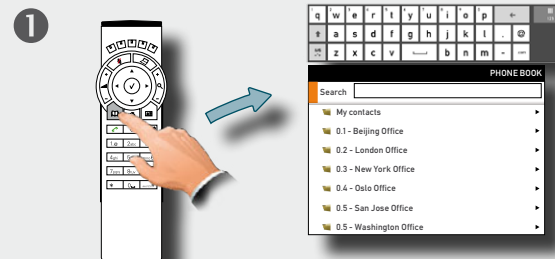 1
q w e r t y u i o p
a s d f g h j k l . @
z x c v b n m -
PHONE BOOK
Search
My contacts
0.1 - Beijing Office
0.2 - London Office
0.3 - New York Office
0.4 - Oslo Office
0.5 - San Jose Office
0.5 - Washington Office